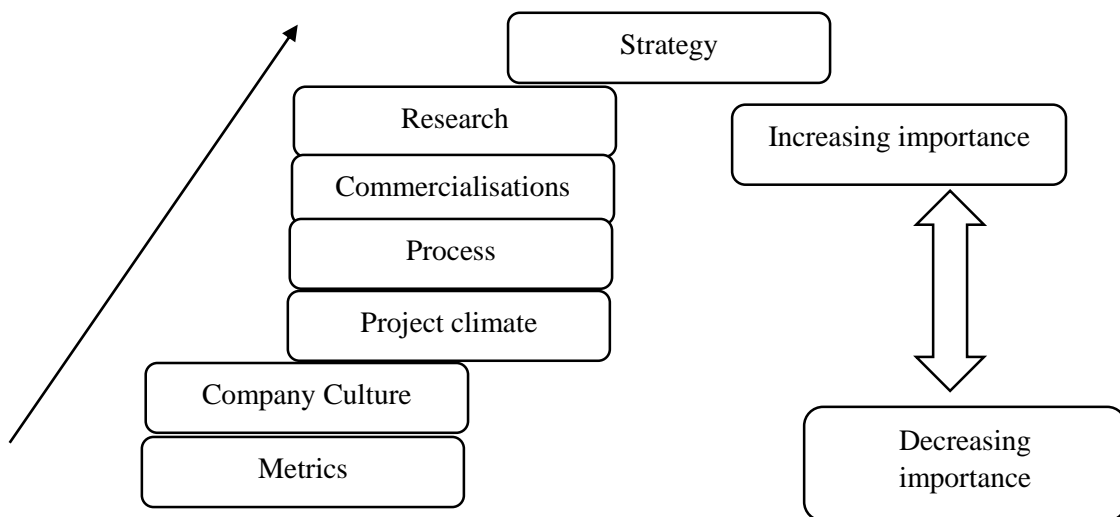 Strategy
Research
Increasing importance
Commercialisations
Process
Project climate
Company Culture
Metrics
Decreasing
importance